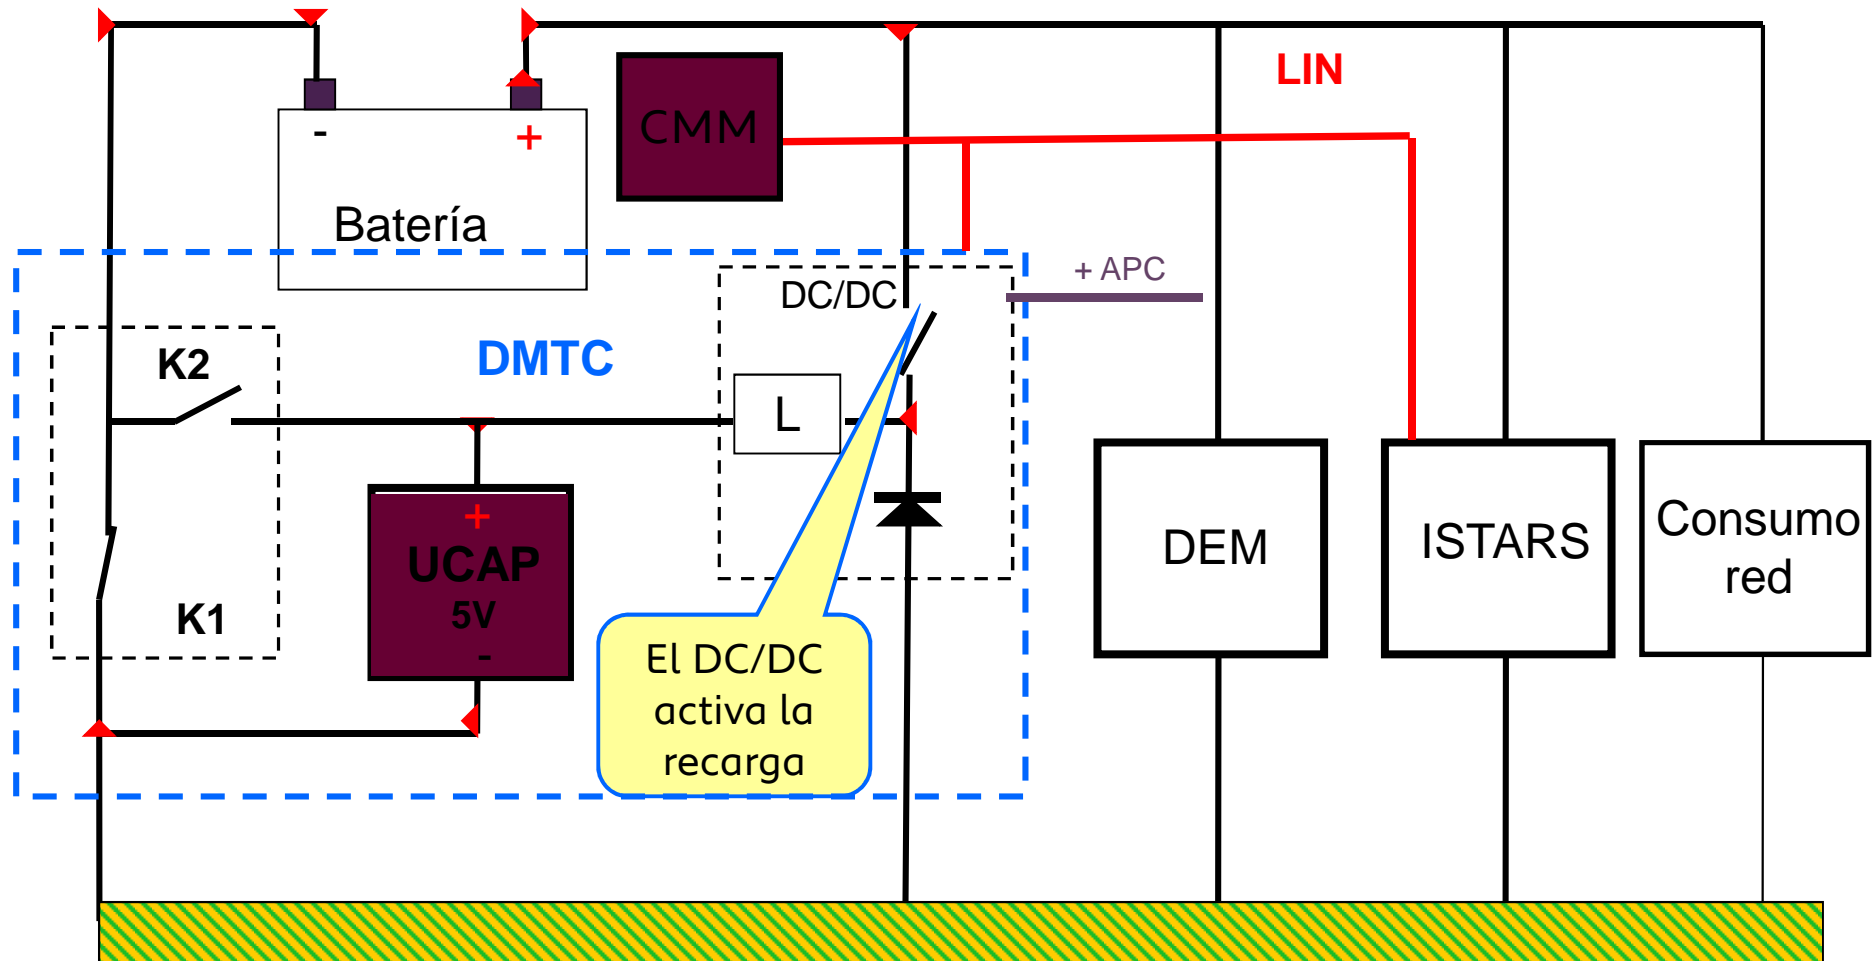 LIN
CMM
-
+
Batería
+ APC
DC/DC
K2
DMTC
L
+
UCAP
5V
-
K1
DEM
ISTARS
Consumo
red
El DC/DC
activa la
recarga